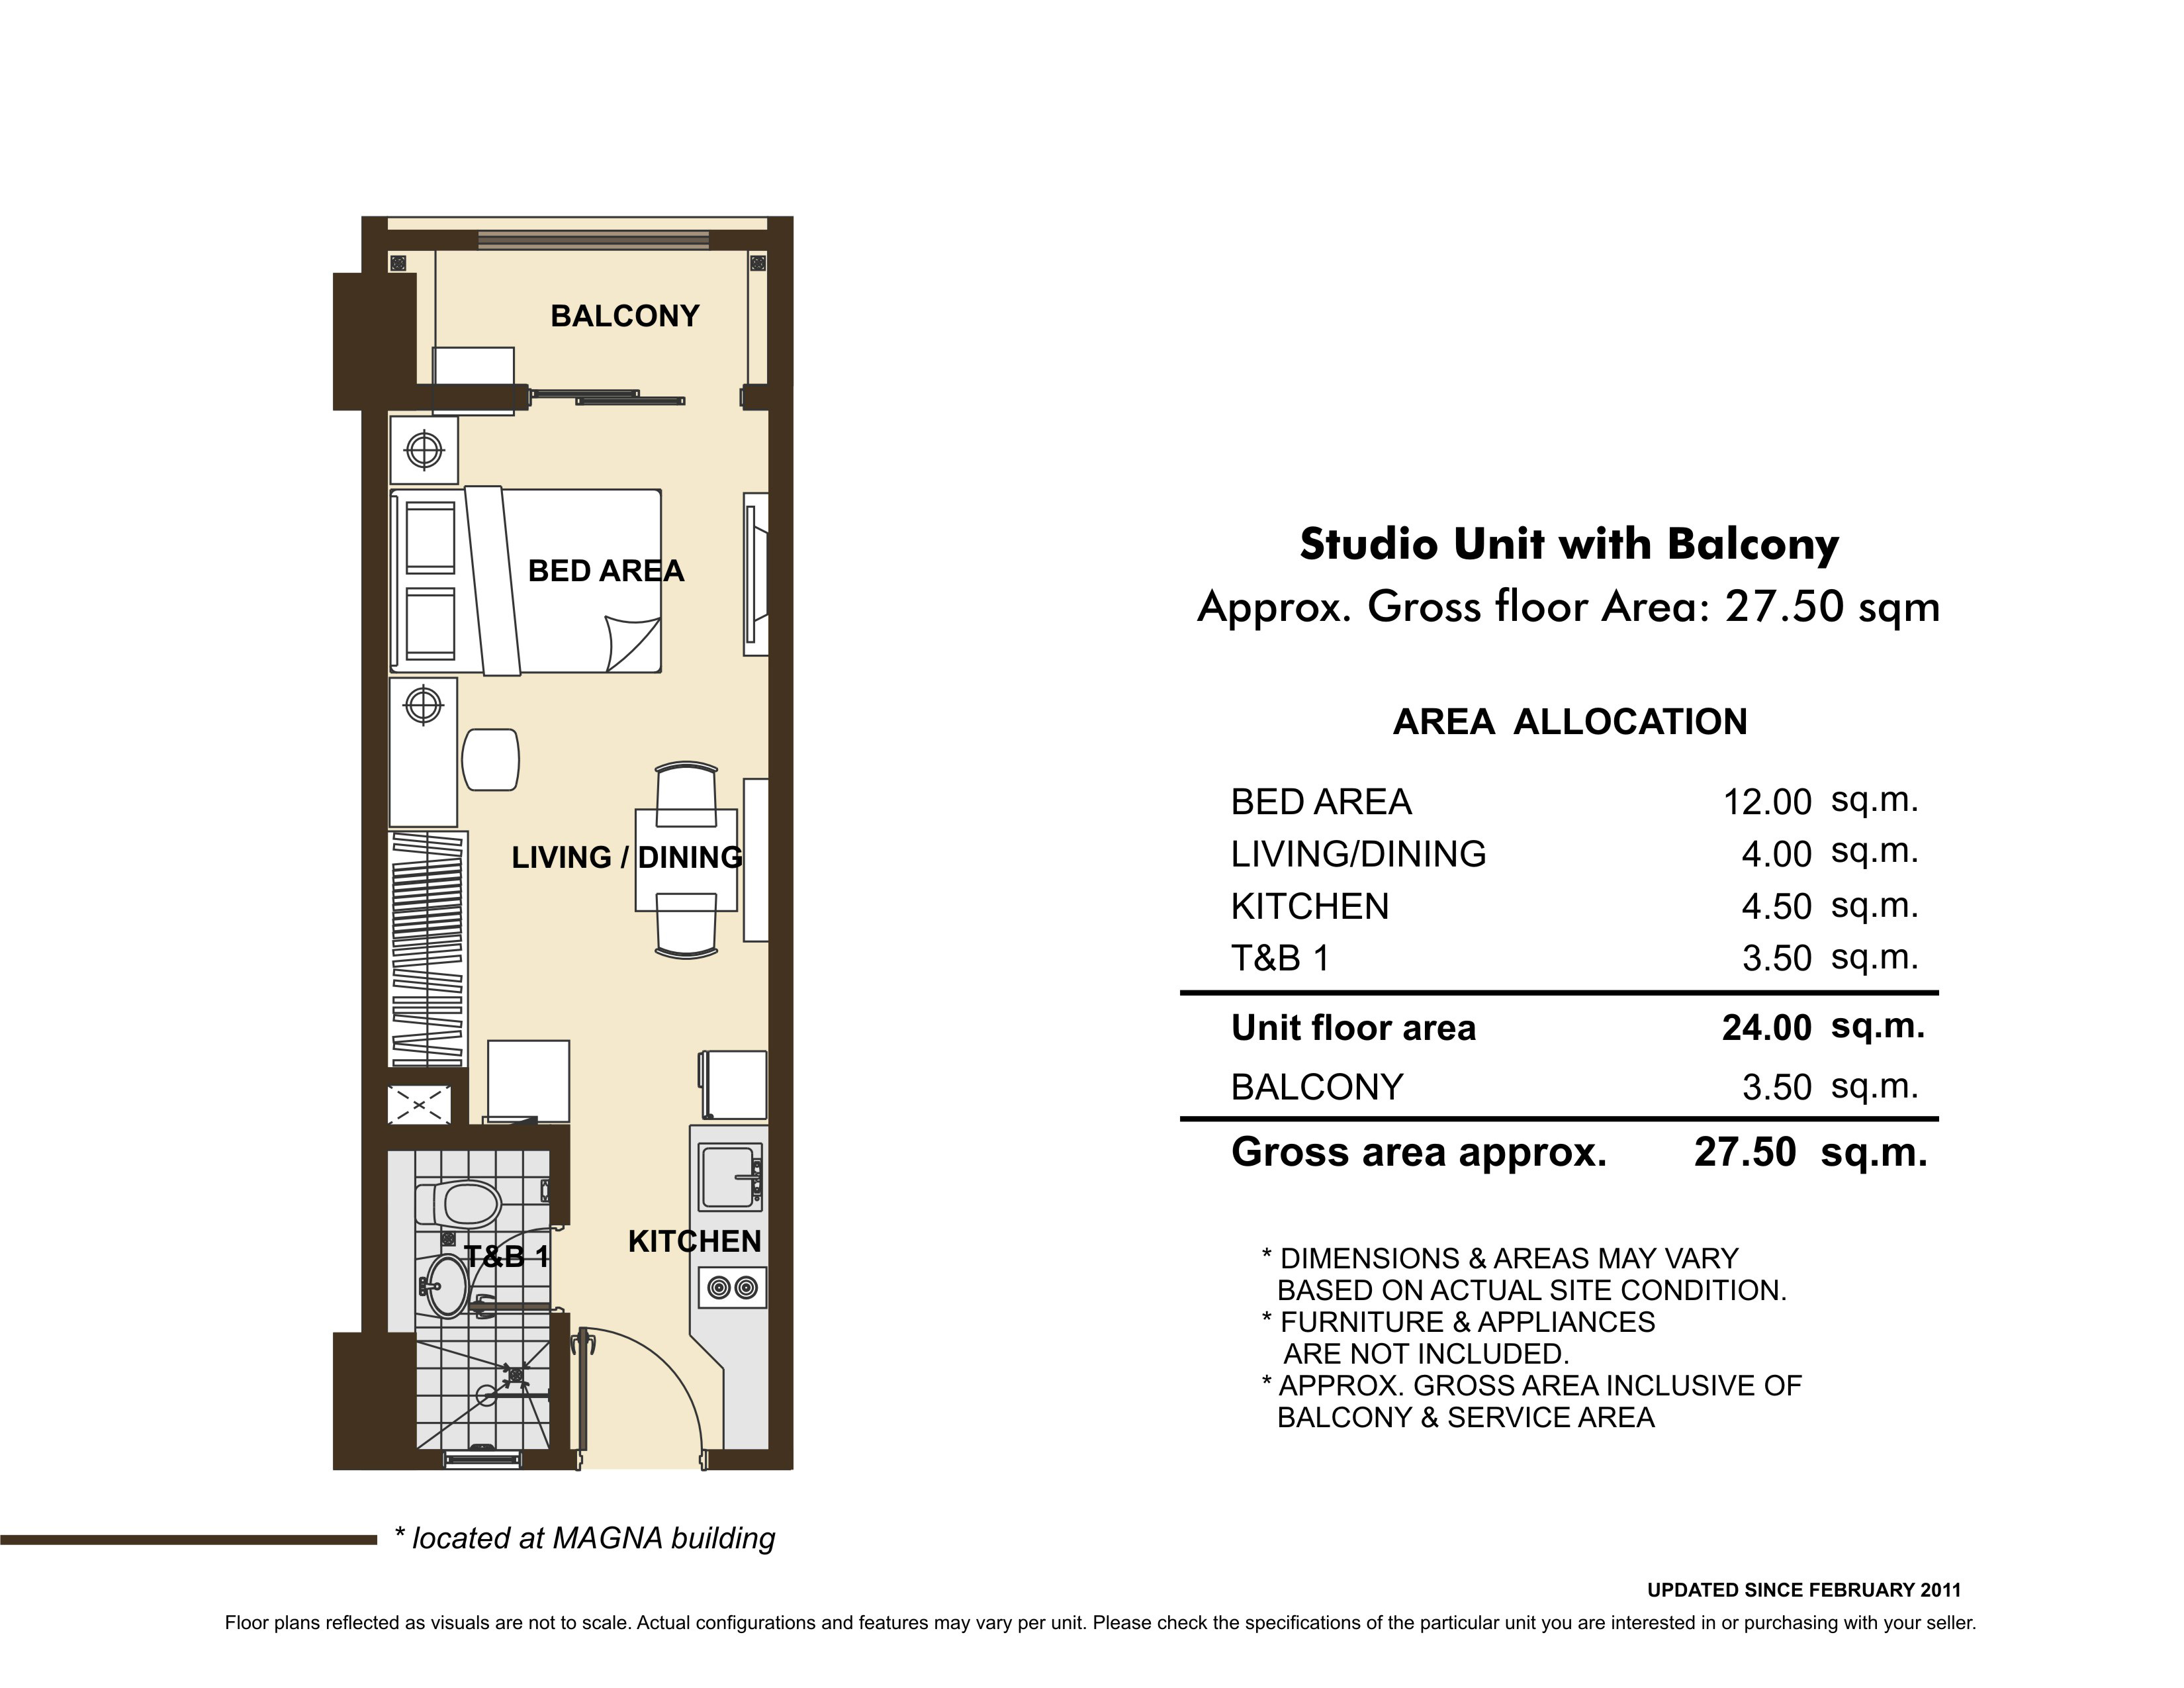 BALCONY
BED AREA
LIVING / DINING
T&B 1
KITCHEN
* located at MAGNA building
Studio Unit with Balcony
Approx. Gross floor Area: 27.50 sqm
AREA ALLOCATION
BED AREA 12.00 sq.m.
LIVING/DINING 4.00 sq.m.
KITCHEN 4.50 sq.m.
T&B 1 3.50 sq.m.
Unit floor area 24.00 sq.m.
BALCONY 3.50 sq.m.
Gross area approx. 27.50 sq.m.
* DIMENSIONS & AREAS MAY VARY
BASED ON ACTUAL SITE CONDITION.
* FURNITURE & APPLIANCES
ARE NOT INCLUDED.
* APPROX. GROSS AREA INCLUSIVE OF
BALCONY & SERVICE AREA
UPDATED SINCE FEBRUARY 2011
Floor plans reflected as visuals are not to scale. Actual configurations and features may vary per unit. Please check the specifications of the particular unit you are interested in or purchasing with your seller.